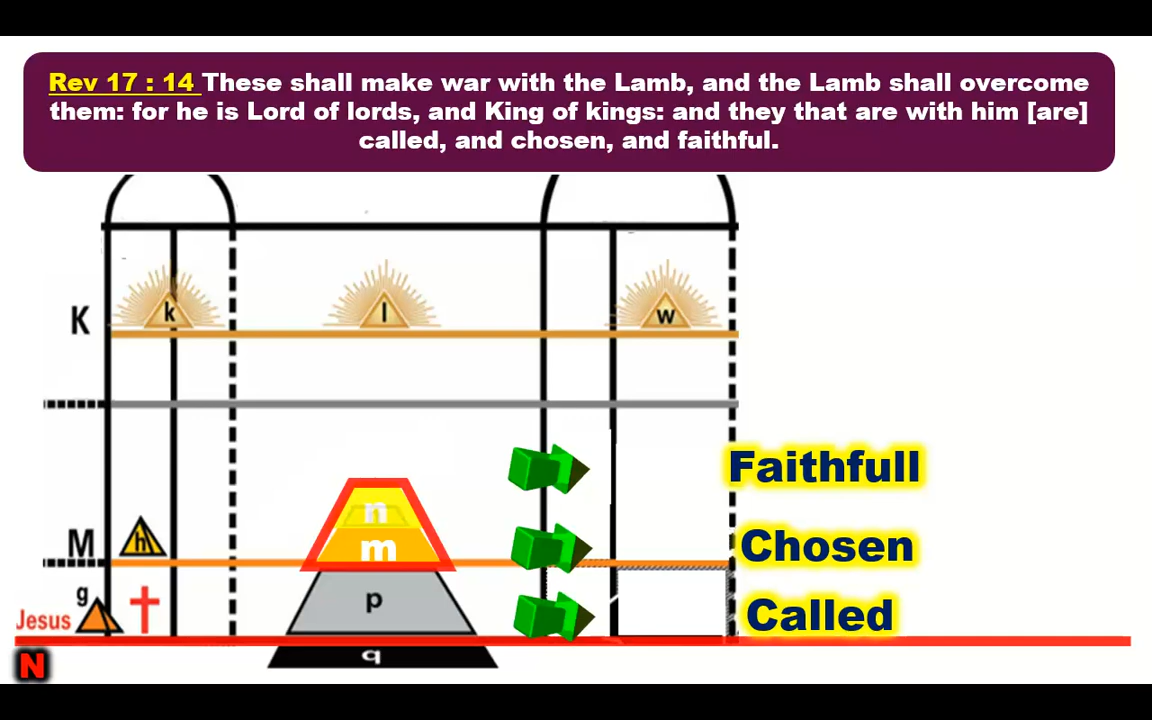 Rev 17 : 14 These shall make war with the Lamb, and the Lamb shall overcome
them: for he is Lord of lords, and King of kings: and they that are with him [are]
called, and chosen, and faithful.
K
k
l
w
Faithfull
n
M
h
m
Chosen
g
p
Jesus
Called
N
q